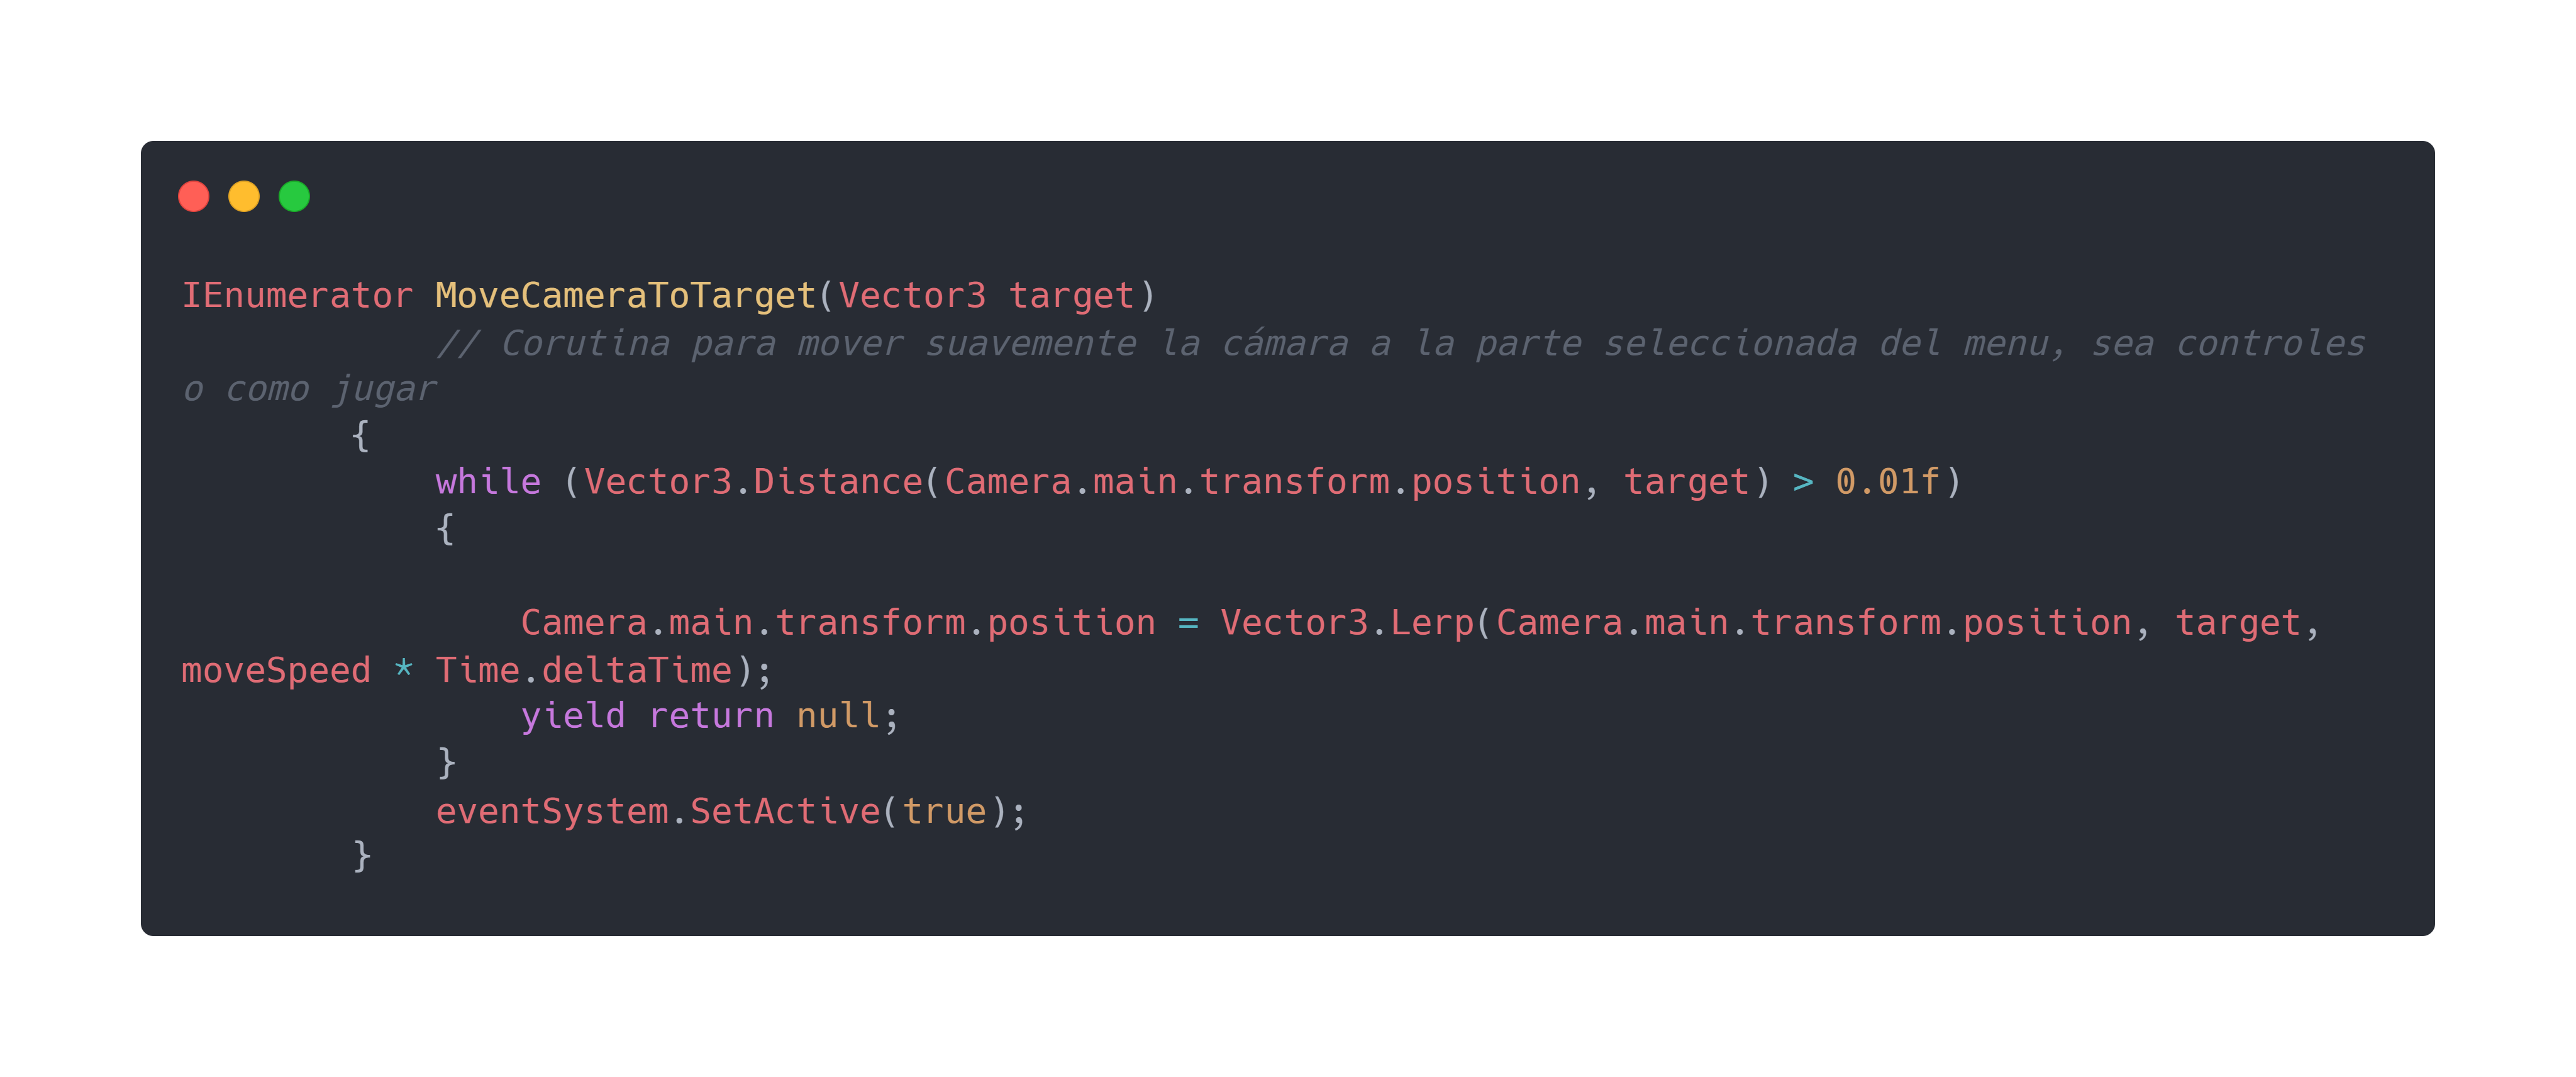 IEnumerator MoveCameraToTarget(Vector3 target)
            // Corutina para mover suavemente la cámara a la parte seleccionada del menu, sea controles
o como jugar
        {
            while (Vector3.Distance(Camera.main.transform.position, target) > 0.01f)
            {
                Camera.main.transform.position = Vector3.Lerp(Camera.main.transform.position, target,
moveSpeed * Time.deltaTime);
                yield return null;
            }
            eventSystem.SetActive(true);
        }